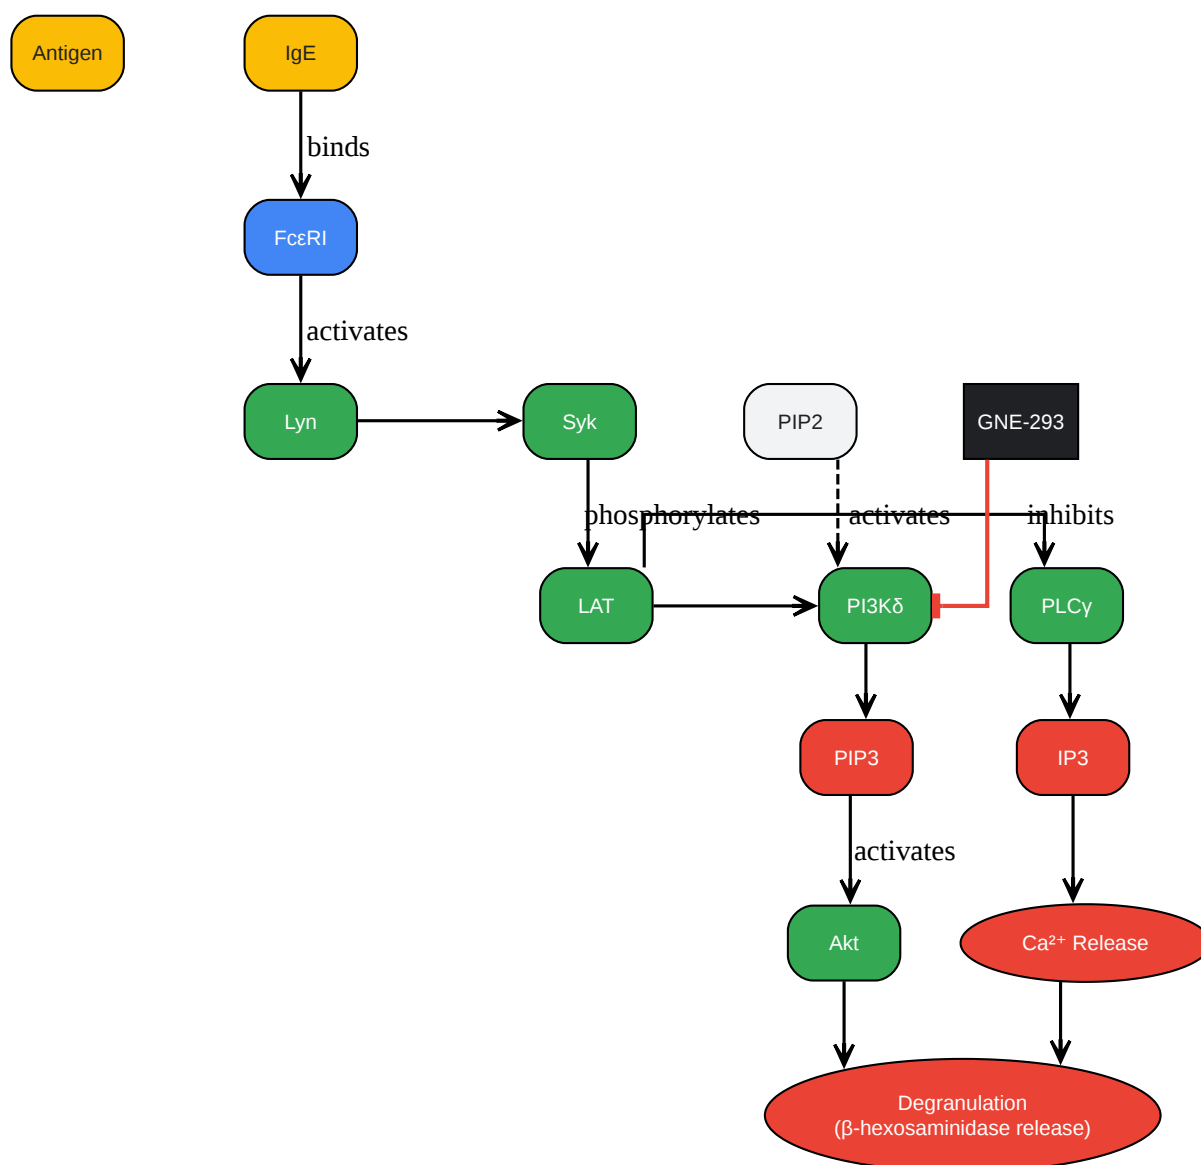 Antigen
IgE
binds
FcεRI
activates
Lyn
Syk
PIP2
GNE-293
phosphorylates
activates
inhibits
LAT
PI3Kδ
PLCγ
PIP3
IP3
activates
Akt
Ca²⁺ Release
Degranulation
(β-hexosaminidase release)